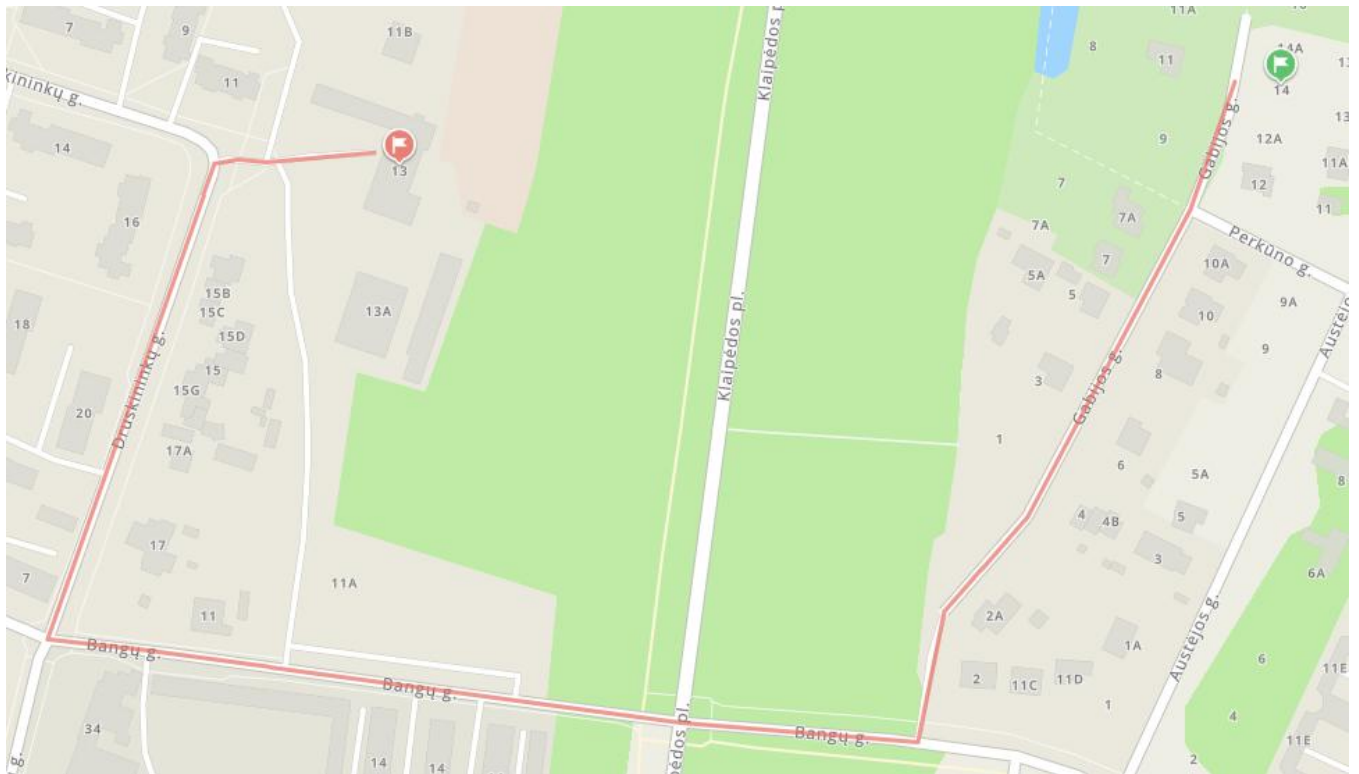 7
9
11B
11A
8
11
14A
kininkų g.
11
Klaipėdos p
14
13
14
13
9
12A
Gabijos g.
11A
12
7
16
7A
7A
11
Perkūno g.
7
10A
5A
5
15B
15C
13A
9A
18
15D
10
Austėjo
15
Klaipėdos pl.
9
8
15G
3
Gabijos g.
20
Druskininkų g.
1
17A
6
5A
8
4
4B
5
17
3
7
11A
6A
11
2A
Austėjos g.
1A
Bangų g.
6
11E
2
11C
11D
Bangų g.
1
34
pėdos pl.
Bangų g.
4
11E
g.
14
14
2